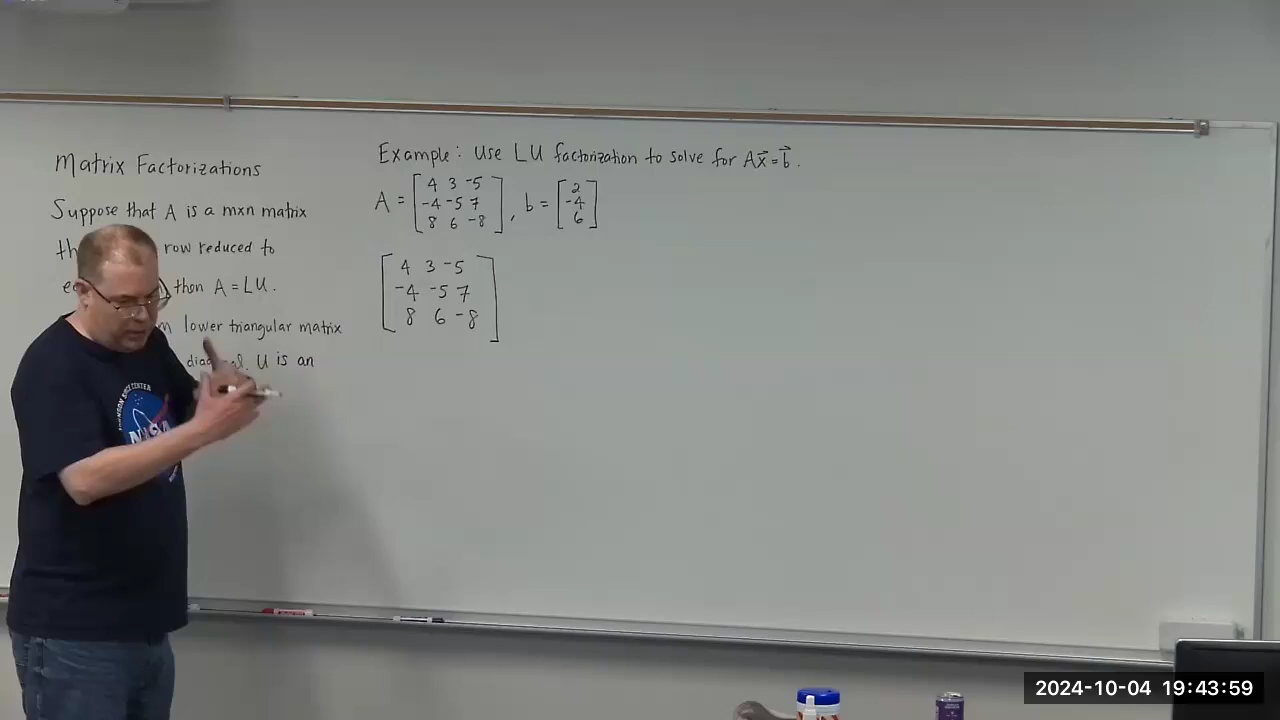 Matrix Factorizations
Suppose that A is a mxn matrix
row reduced to
then A = LU.
lower triangular matrix
U is an
Example: Use LU factorization to solve for Ax⃗=b⃗.
A = [4 3 -5
-4 -5 7
8 6 -8], b = [2
-4
6]
4 3 -5
-4 -5 7
8 6 -8
NASA
2024-10-04 19:43:59